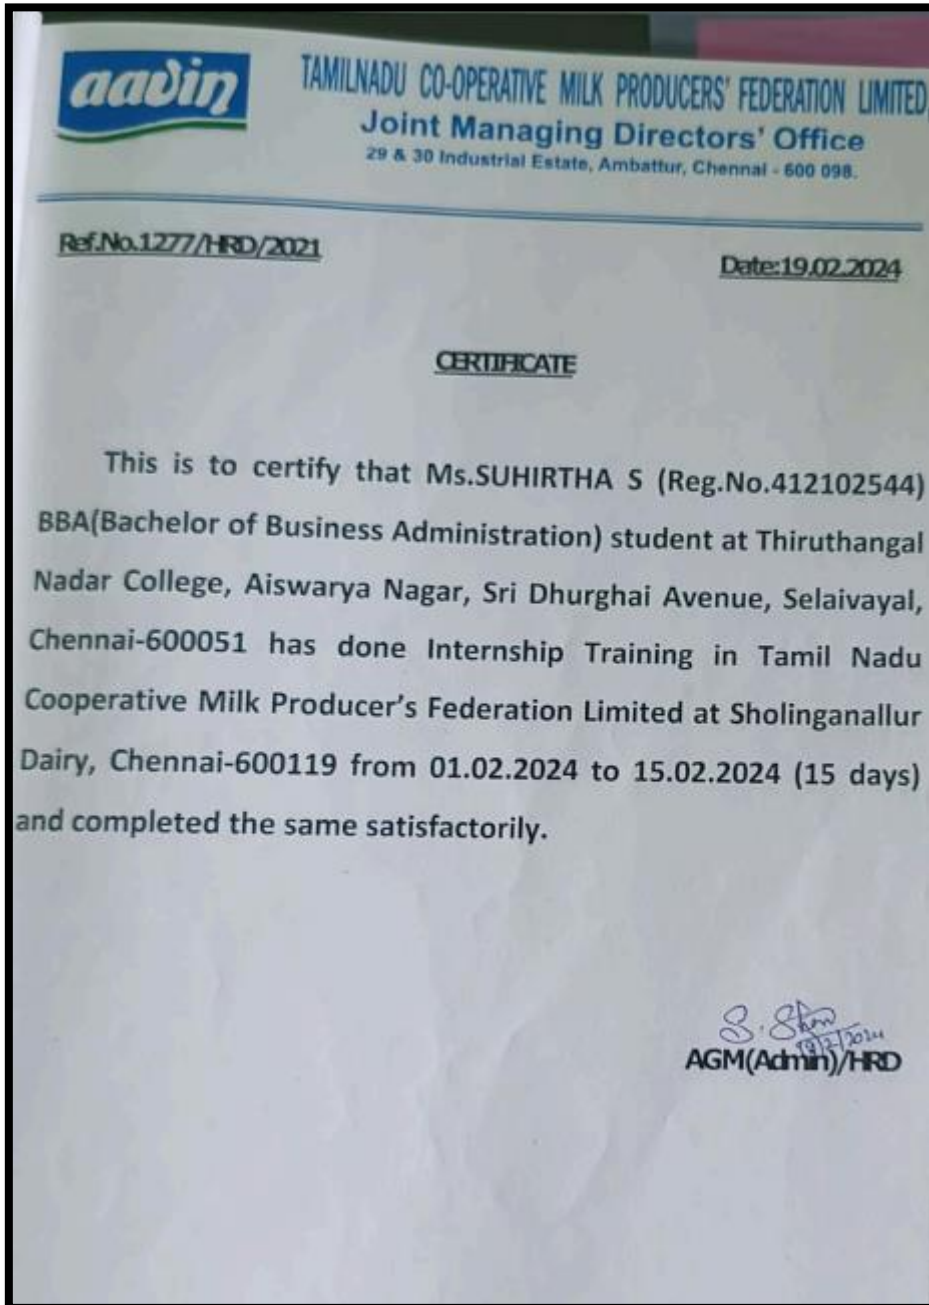 aavin
TAMILNADU CO-OPERATIVE MILK PRODUCERS' FEDERATION LIMITED,
Joint Managing Directors' Office
29 & 30 Industrial Estate, Ambattur, Chennai - 600 098.
Ref.No.1277/HRD/2021
Date:19.02.2024
CERTIFICATE
This is to certify that Ms.SUHIRTHA S (Reg.No.412102544)
BBA(Bachelor of Business Administration) student at Thiruthangal
Nadar College, Aiswarya Nagar, Sri Dhurghai Avenue, Selaivayal,
Chennai-600051 has done Internship Training in Tamil Nadu
Cooperative Milk Producer's Federation Limited at Sholinganallur
Dairy, Chennai-600119 from 01.02.2024 to 15.02.2024 (15 days)
and completed the same satisfactorily.
19/2/2024
AGM(Admin)/HRD